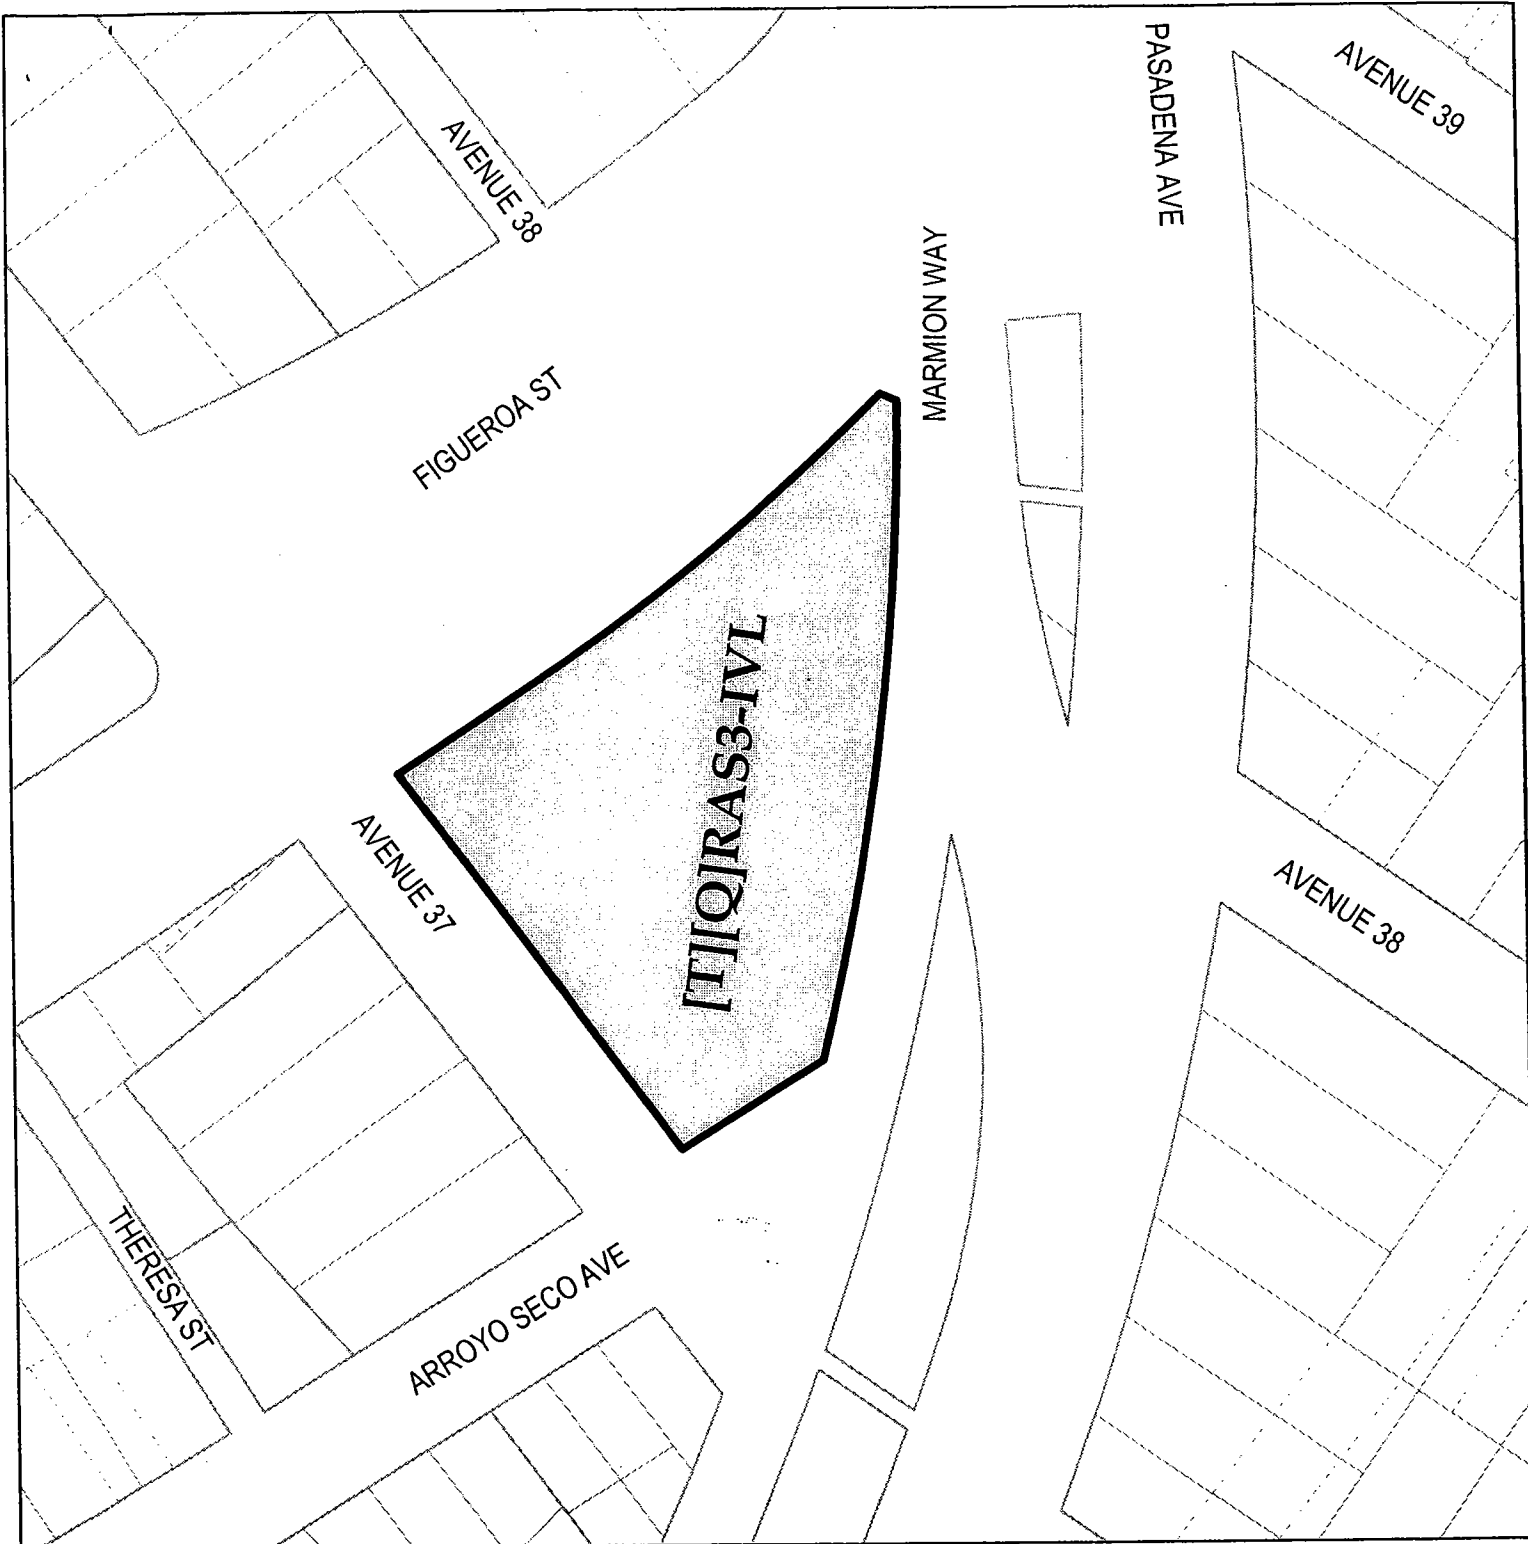 PASADENA AVE
AVENUE 39
AVENUE 38
MARMION WAY
FIGUEROA ST
[T][Q]RAS3-IVL
AVENUE 37
AVENUE 38
THERESA ST
ARROYO SECO AVE